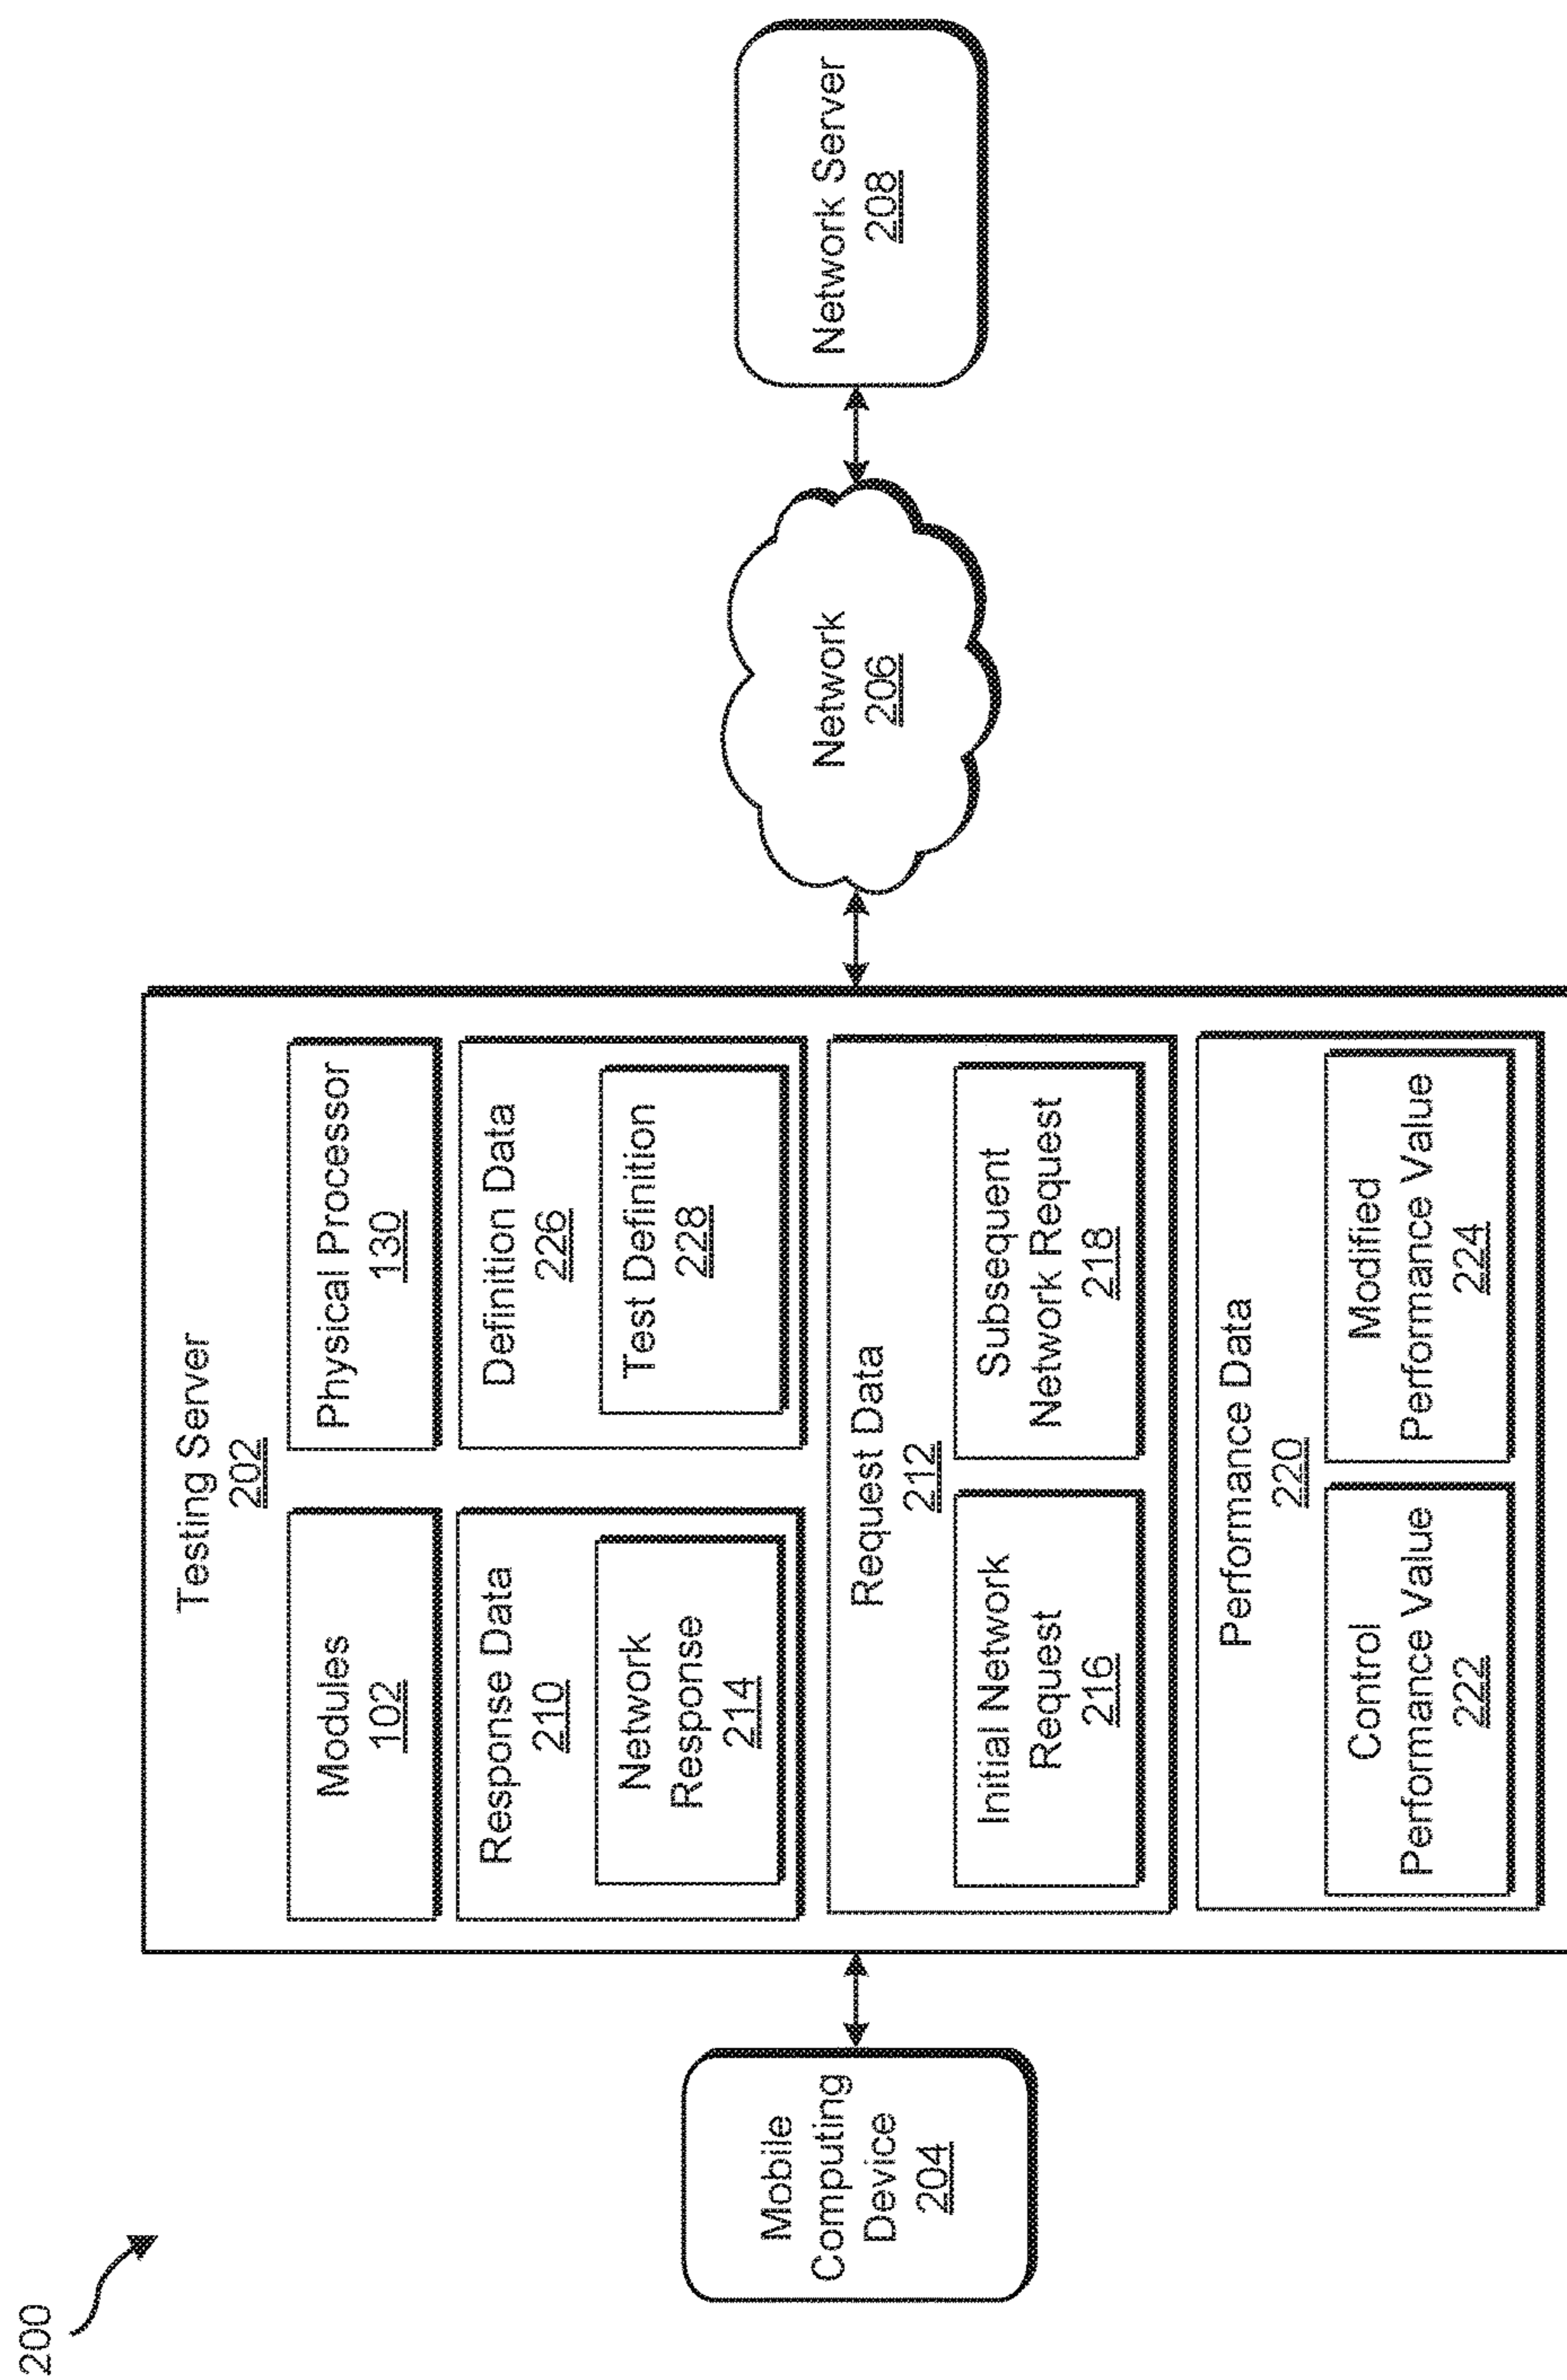 200
Mobile
Computing
Device
204
Testing Server
202
Modules
102
Physical Processor
130
Response Data
210
Network
Response
214
Definition Data
226
Test Definition
228
Request Data
212
Initial Network
Request
216
Subsequent
Network Request
218
Performance Data
220
Control
Performance Value
222
Modified
Performance Value
224
Network
206
Network Server
208